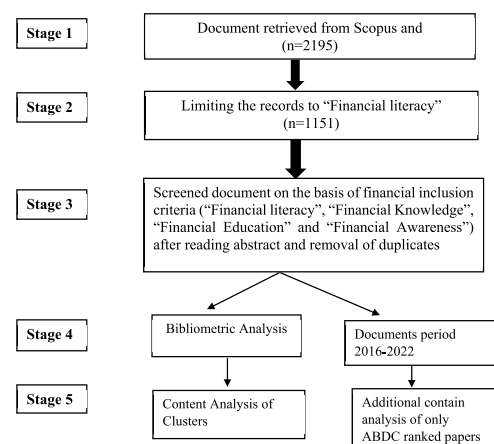 Stage 1
Document retrieved from Scopus and
(n=2195)
Stage 2
Limiting the records to "Financial literacy"
(n=1151)
Stage 3
Screened document on the basis of financial inclusion
criteria ("Financial literacy", "Financial Knowledge",
"Financial Education" and "Financial Awareness")
after reading abstract and removal of duplicates
Stage 4
Bibliometric Analysis
Documents period
2016-2022
Stage 5
Content Analysis of
Clusters
Additional contain
analysis of only
ABDC ranked papers